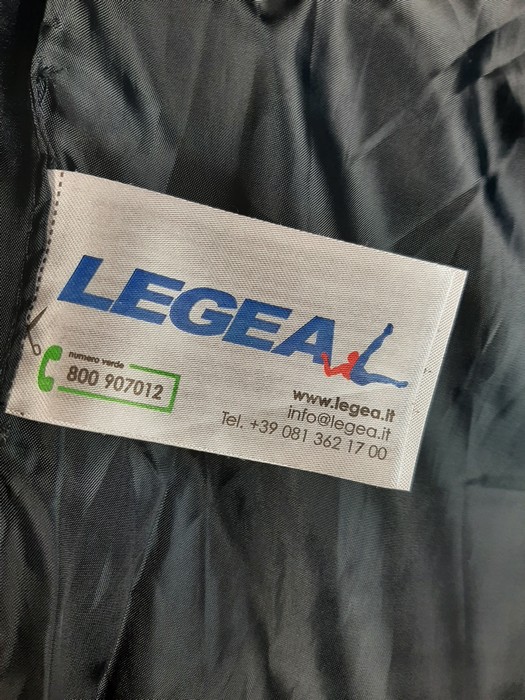 LEGEA
numero verde
800 907012
www.legea.it
info@legea.it
Tel. +39 081 362 17 00